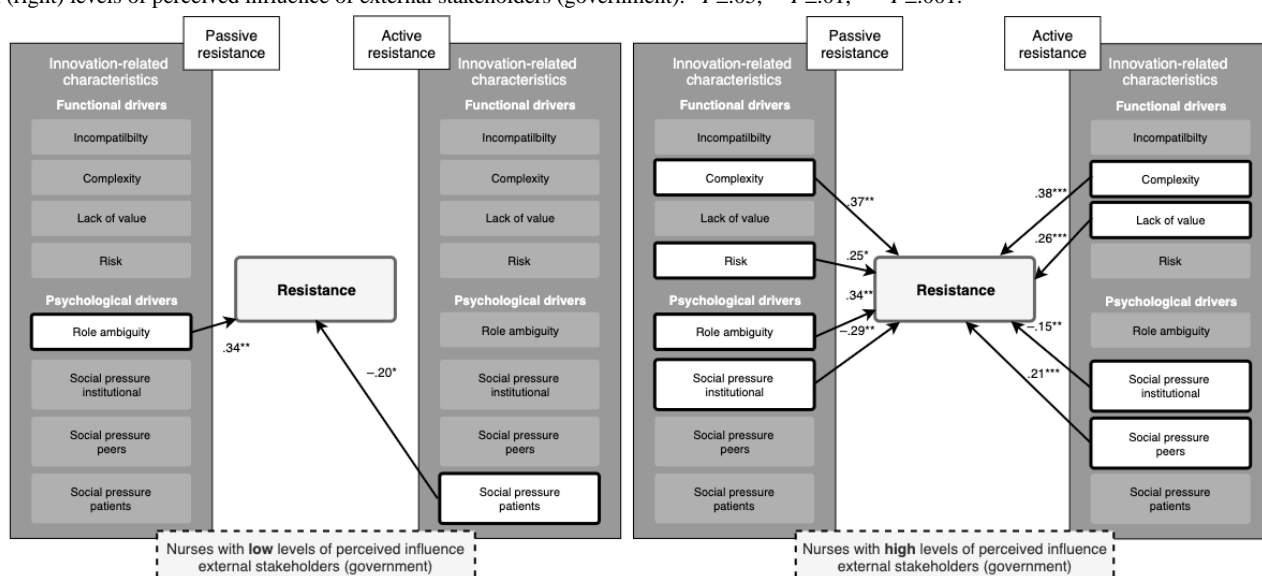 (right) levels of perceived influence of external stakeholders (government).
Passive
resistance
Active
resistance
Innovation-related
characteristics
Functional drivers
Incompatibilty
Complexity
Lack of value
Risk
Psychological drivers
Role ambiguity
Social pressure
institutional
Social pressure
peers
Social pressure
patients
Resistance
.34**
–.20*
Innovation-related
characteristics
Functional drivers
Incompatibilty
Complexity
Lack of value
Risk
Psychological drivers
Role ambiguity
Social pressure
institutional
Social pressure
peers
Social pressure
patients
Nurses with low levels of perceived influence
external stakeholders (government)
Passive
resistance
Active
resistance
Innovation-related
characteristics
Functional drivers
Incompatibilty
Complexity
Lack of value
Risk
Psychological drivers
Role ambiguity
Social pressure
institutional
Social pressure
peers
Social pressure
patients
.37**
.25*
.34**
–.29**
Resistance
.38***
.26***
–.15**
.21***
Innovation-related
characteristics
Functional drivers
Incompatibilty
Complexity
Lack of value
Risk
Psychological drivers
Role ambiguity
Social pressure
institutional
Social pressure
peers
Social pressure
patients
Nurses with high levels of perceived influence
external stakeholders (government)